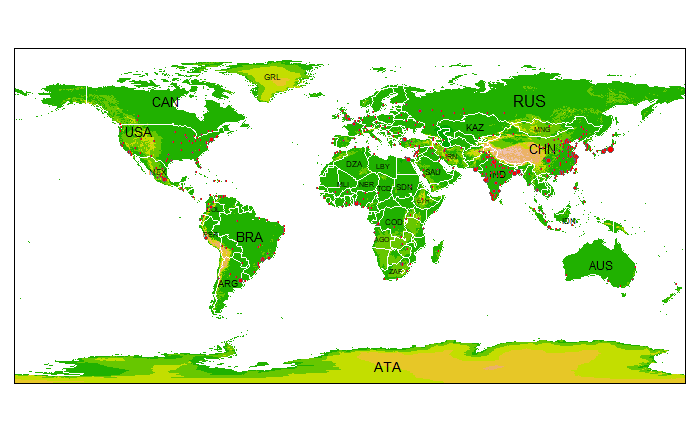 GRL
CAN
RUS
USA
KAZ
MNG
CHN
DZA
LBY
SAU
IND
MEX
NER
TCD
SDN
COD
BRA
IDN
AGO
PER
AUS
ZAF
ARG
ATA